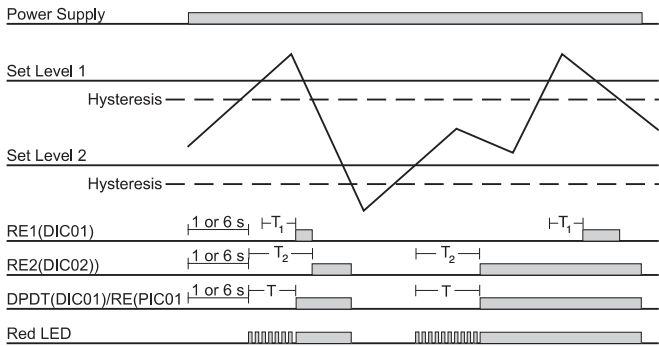 Power Supply
Set Level 1
Hysteresis
Set Level 2
Hysteresis
RE1(DIC01) 1 or 6 s T1 T1
RE2(DIC02)) 1 or 6 s T2 T2
DPDT(DIC01)/RE(PIC01 1 or 6 s T T
Red LED